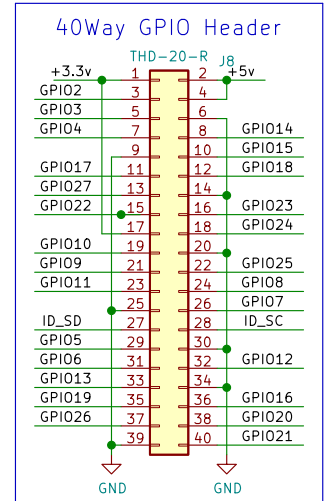 40Way GPIO Header
THD-20-R J8
+3.3v 1 2 +5v
GPIO2 3 4
GPIO3 5 6
GPIO4 7 8 GPIO14
9 10 GPIO15
GPIO17 11 12 GPIO18
GPIO27 13 14
GPIO22 15 16 GPIO23
17 18 GPIO24
GPIO10 19 20
GPIO9 21 22 GPIO25
GPIO11 23 24 GPIO8
25 26 GPIO7
ID_SD 27 28 ID_SC
GPIO5 29 30
GPIO6 31 32 GPIO12
GPIO13 33 34
GPIO19 35 36 GPIO16
GPIO26 37 38 GPIO20
39 40 GPIO21
GND GND